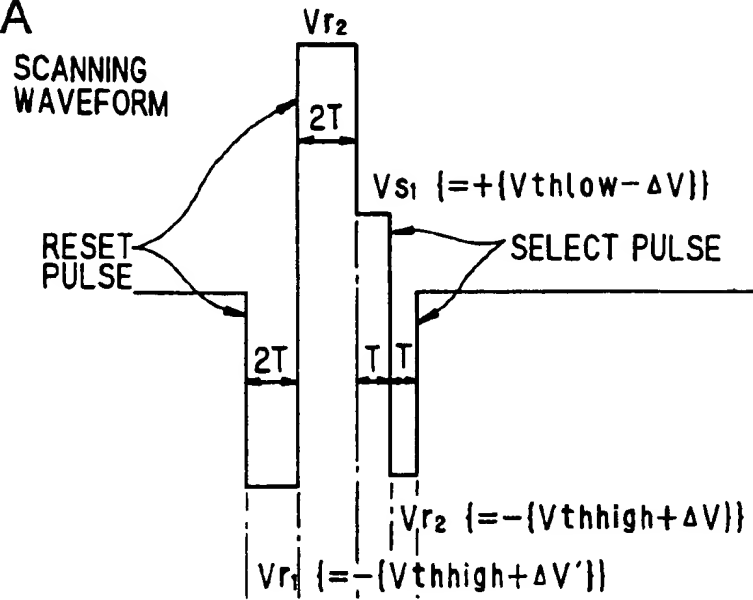 A
Vr₂
SCANNING
WAVEFORM
2T
Vs₁ {=+{Vthlow-ΔV}}
RESET
PULSE
SELECT PULSE
2T
T
T
Vr₂ {=-{Vthhigh+ΔV}}
Vr₁ {=-{Vthhigh+ΔV´}}